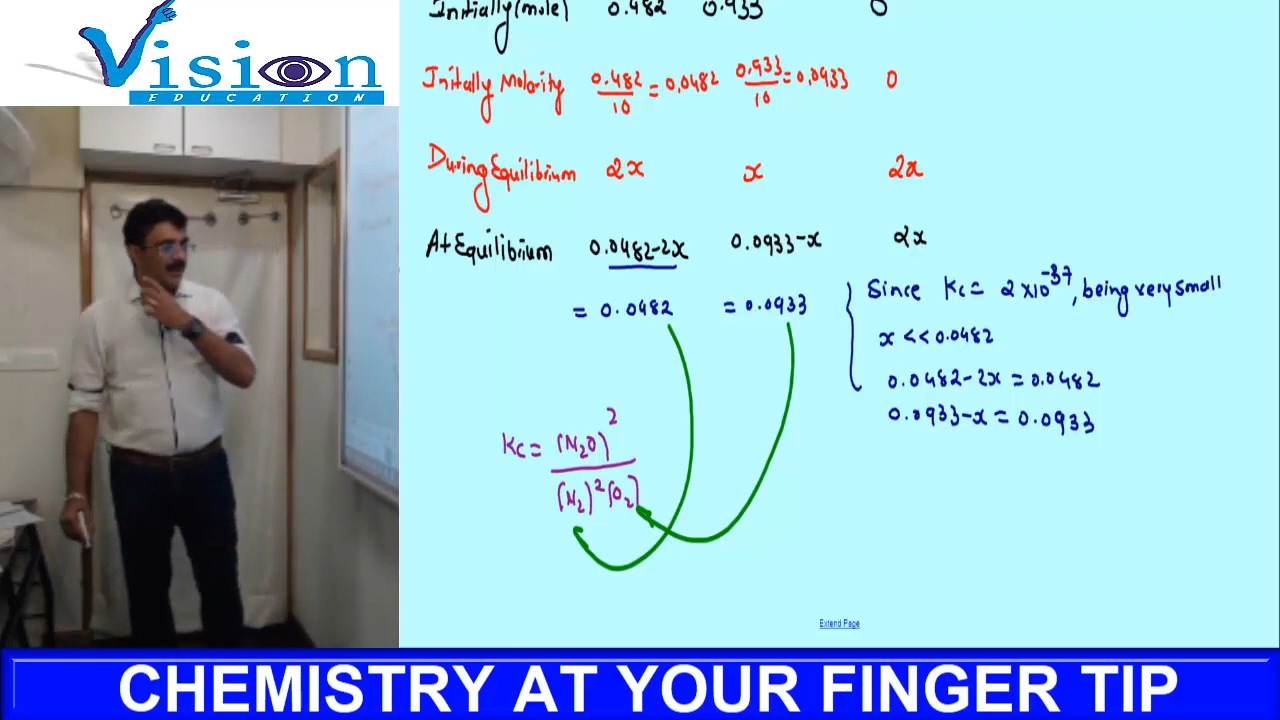 Vision
EDUCATION
Initially (mole) 0.482 0.933 0
Initially Molarity 0.482/10 = 0.0482 0.933/10 = 0.0933 0
During Equilibrium 2x x 2x
At Equilibrium 0.0482-2x 0.0933-x 2x
= 0.0482 = 0.0933
Since Kc = 2×10⁻³⁷, being very small
x << 0.0482
0.0482-2x = 0.0482
0.0933-x = 0.0933
Kc = (N₂O)²
(N₂)² (O₂)
Extend Page
CHEMISTRY AT YOUR FINGER TIP